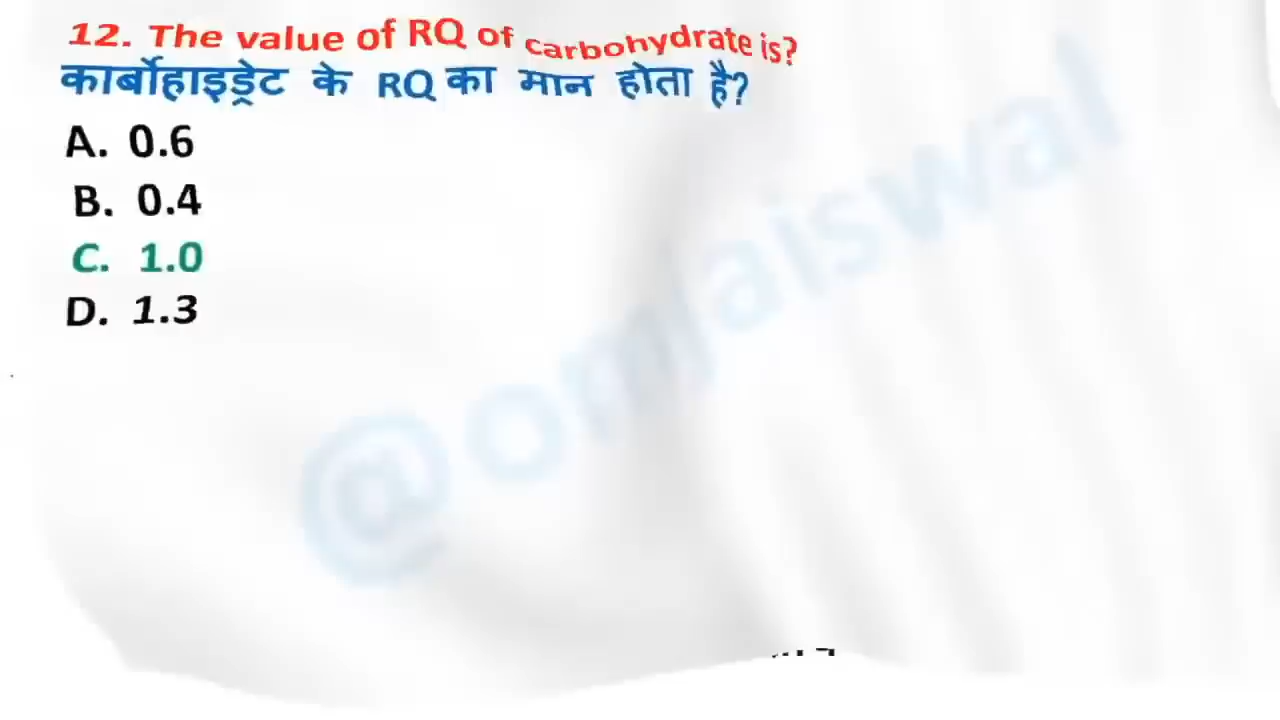 12. The value of RQ of carbohydrate is?
कार्बोहाइड्रेट के RQ का मान होता है?
A. 0.6
B. 0.4
C. 1.0
D. 1.3